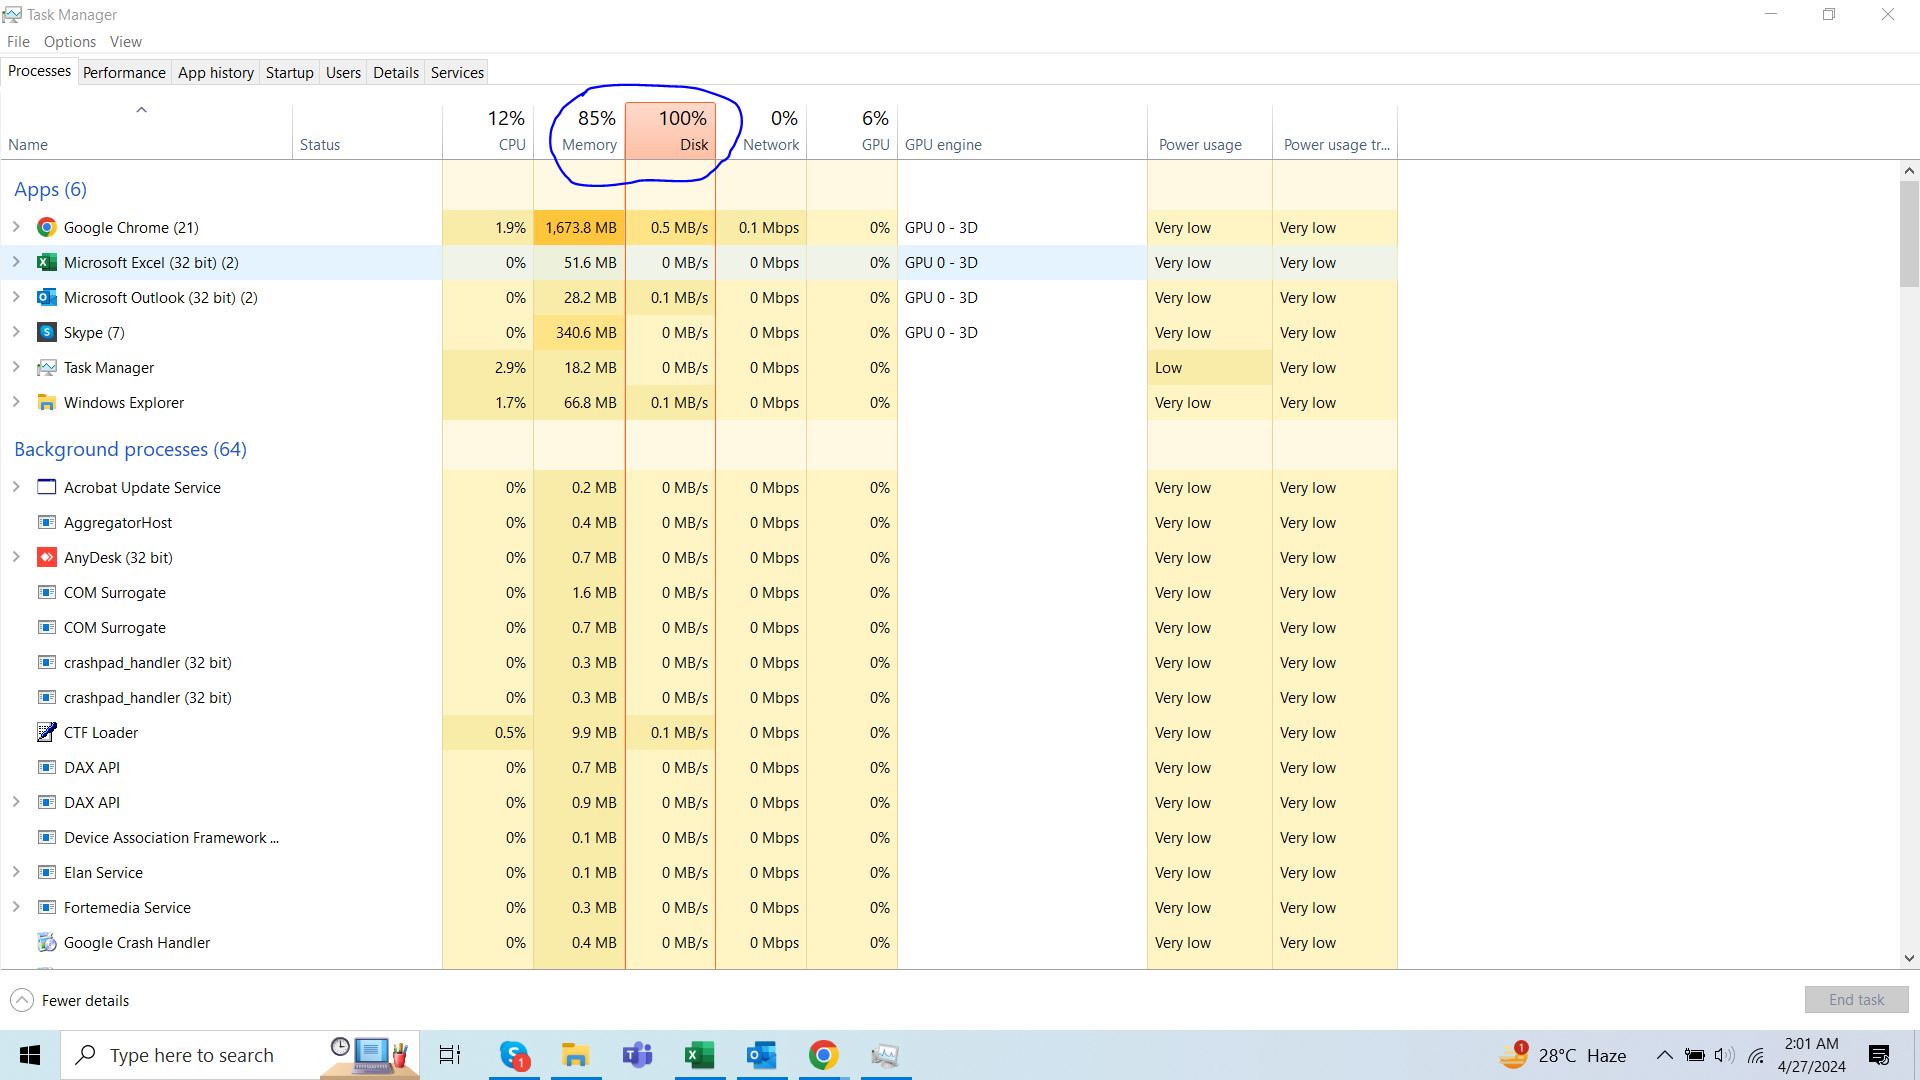 Task Manager
File Options View
Processes Performance App history Startup Users Details Services
12% 85% 100% 0% 6%
Name Status CPU Memory Disk Network GPU GPU engine Power usage Power usage tr...
Apps (6)
Google Chrome (21) 1.9% 1,673.8 MB 0.5 MB/s 0.1 Mbps 0% GPU 0 - 3D Very low Very low
Microsoft Excel (32 bit) (2) 0% 51.6 MB 0 MB/s 0 Mbps 0% GPU 0 - 3D Very low Very low
Microsoft Outlook (32 bit) (2) 0% 28.2 MB 0.1 MB/s 0 Mbps 0% GPU 0 - 3D Very low Very low
Skype (7) 0% 340.6 MB 0 MB/s 0 Mbps 0% GPU 0 - 3D Very low Very low
Task Manager 2.9% 18.2 MB 0 MB/s 0 Mbps 0% Low Very low
Windows Explorer 1.7% 66.8 MB 0.1 MB/s 0 Mbps 0% Very low Very low
Background processes (64)
Acrobat Update Service 0% 0.2 MB 0 MB/s 0 Mbps 0% Very low Very low
AggregatorHost 0% 0.4 MB 0 MB/s 0 Mbps 0% Very low Very low
AnyDesk (32 bit) 0% 0.7 MB 0 MB/s 0 Mbps 0% Very low Very low
COM Surrogate 0% 1.6 MB 0 MB/s 0 Mbps 0% Very low Very low
COM Surrogate 0% 0.7 MB 0 MB/s 0 Mbps 0% Very low Very low
crashpad_handler (32 bit) 0% 0.3 MB 0 MB/s 0 Mbps 0% Very low Very low
crashpad_handler (32 bit) 0% 0.3 MB 0 MB/s 0 Mbps 0% Very low Very low
CTF Loader 0.5% 9.9 MB 0.1 MB/s 0 Mbps 0% Very low Very low
DAX API 0% 0.7 MB 0 MB/s 0 Mbps 0% Very low Very low
DAX API 0% 0.9 MB 0 MB/s 0 Mbps 0% Very low Very low
Device Association Framework ... 0% 0.1 MB 0 MB/s 0 Mbps 0% Very low Very low
Elan Service 0% 0.1 MB 0 MB/s 0 Mbps 0% Very low Very low
Fortemedia Service 0% 0.3 MB 0 MB/s 0 Mbps 0% Very low Very low
Google Crash Handler 0% 0.4 MB 0 MB/s 0 Mbps 0% Very low Very low
Fewer details End task
Type here to search 1 1 28°C Haze 2:01 AM
4/27/2024